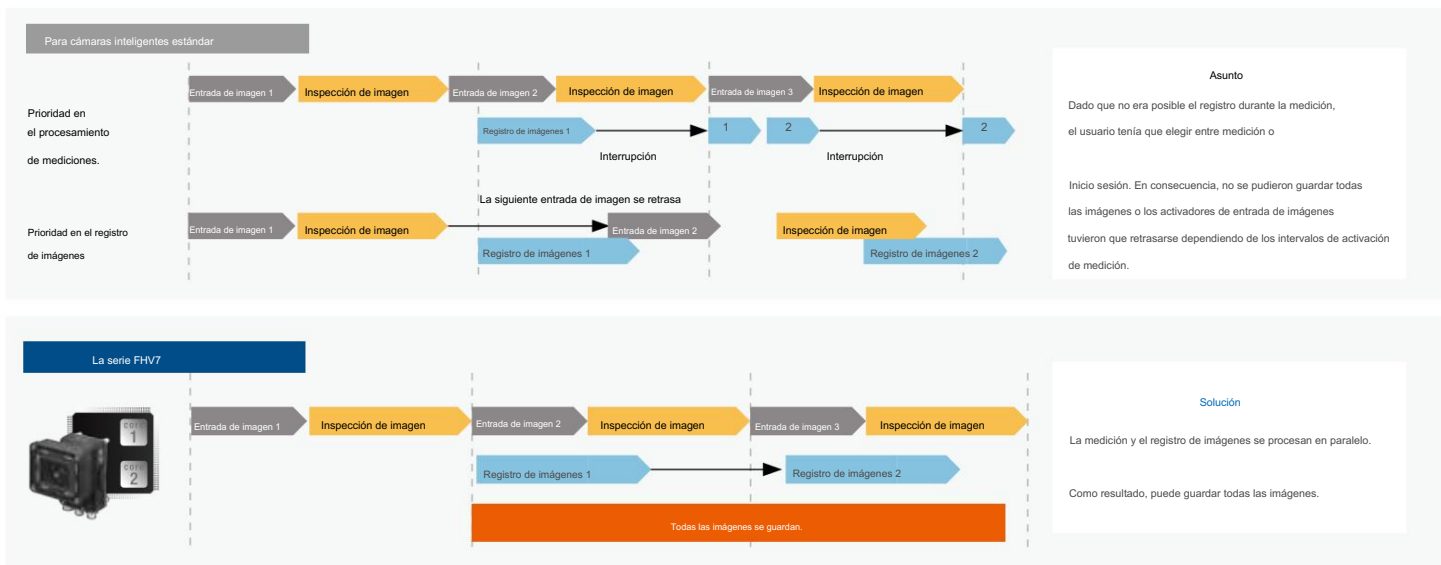 Para cámaras inteligentes estándar
Prioridad en
el procesamiento
de mediciones.
Entrada de imagen 1
Inspección de imagen
Entrada de imagen 2
Inspección de imagen
Entrada de imagen 3
Inspección de imagen
Registro de imágenes 1
1
2
2
Interrupción
Interrupción
La siguiente entrada de imagen se retrasa
Prioridad en el registro
de imágenes
Entrada de imagen 1
Inspección de imagen
Entrada de imagen 2
Inspección de imagen
Registro de imágenes 1
Registro de imágenes 2
Asunto
Dado que no era posible el registro durante la medición,
el usuario tenía que elegir entre medición o
Inicio sesión. En consecuencia, no se pudieron guardar todas
las imágenes o los activadores de entrada de imágenes
tuvieron que retrasarse dependiendo de los intervalos de activación
de medición.
La serie FHV7
core
1
core
2
Entrada de imagen 1
Inspección de imagen
Entrada de imagen 2
Inspección de imagen
Entrada de imagen 3
Inspección de imagen
Registro de imágenes 1
Registro de imágenes 2
Todas las imágenes se guardan.
Solución
La medición y el registro de imágenes se procesan en paralelo.
Como resultado, puede guardar todas las imágenes.